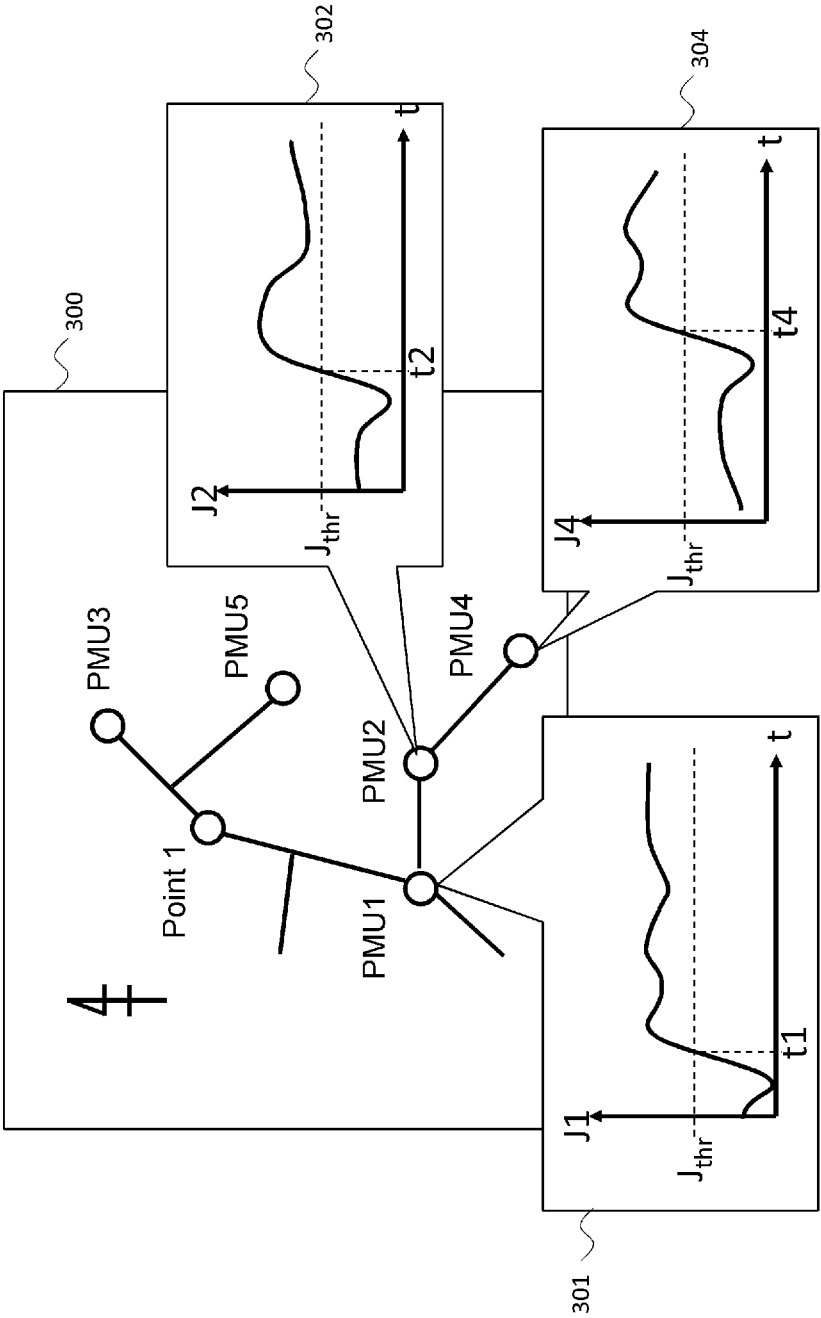 300
PMU3
PMU5
Point 1
PMU1
PMU2
PMU4
302
J2
Jthr
t2
t
304
J4
Jthr
t4
t
301
J1
Jthr
t1
t